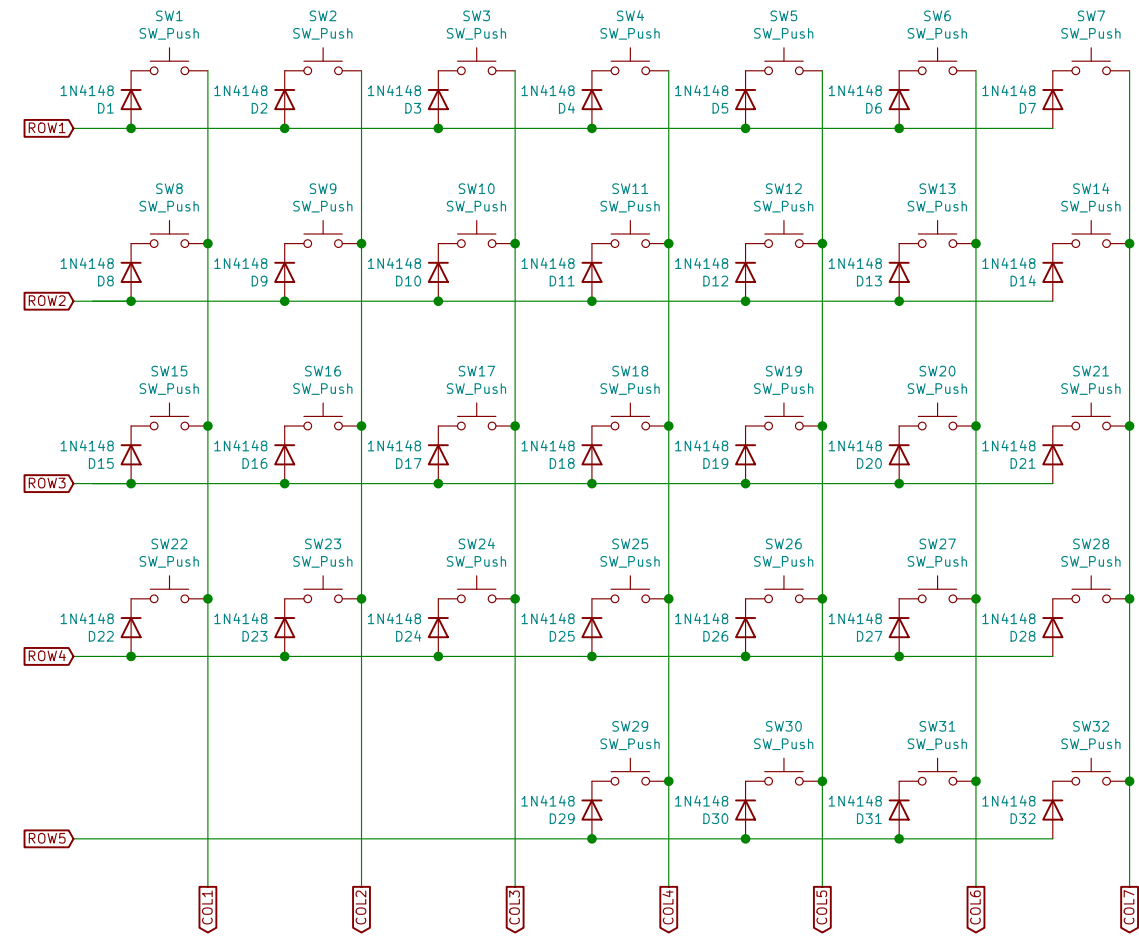 SW1 SW2 SW3 SW4 SW5 SW6 SW7
SW_Push SW_Push SW_Push SW_Push SW_Push SW_Push SW_Push
1N4148 1N4148 1N4148 1N4148 1N4148 1N4148 1N4148
D1 D2 D3 D4 D5 D6 D7
ROW1
SW8 SW9 SW10 SW11 SW12 SW13 SW14
SW_Push SW_Push SW_Push SW_Push SW_Push SW_Push SW_Push
1N4148 1N4148 1N4148 1N4148 1N4148 1N4148 1N4148
D8 D9 D10 D11 D12 D13 D14
ROW2
SW15 SW16 SW17 SW18 SW19 SW20 SW21
SW_Push SW_Push SW_Push SW_Push SW_Push SW_Push SW_Push
1N4148 1N4148 1N4148 1N4148 1N4148 1N4148 1N4148
D15 D16 D17 D18 D19 D20 D21
ROW3
SW22 SW23 SW24 SW25 SW26 SW27 SW28
SW_Push SW_Push SW_Push SW_Push SW_Push SW_Push SW_Push
1N4148 1N4148 1N4148 1N4148 1N4148 1N4148 1N4148
D22 D23 D24 D25 D26 D27 D28
ROW4
SW29 SW30 SW31 SW32
SW_Push SW_Push SW_Push SW_Push
1N4148 1N4148 1N4148 1N4148
D29 D30 D31 D32
ROW5
COL1 COL2 COL3 COL4 COL5 COL6 COL7